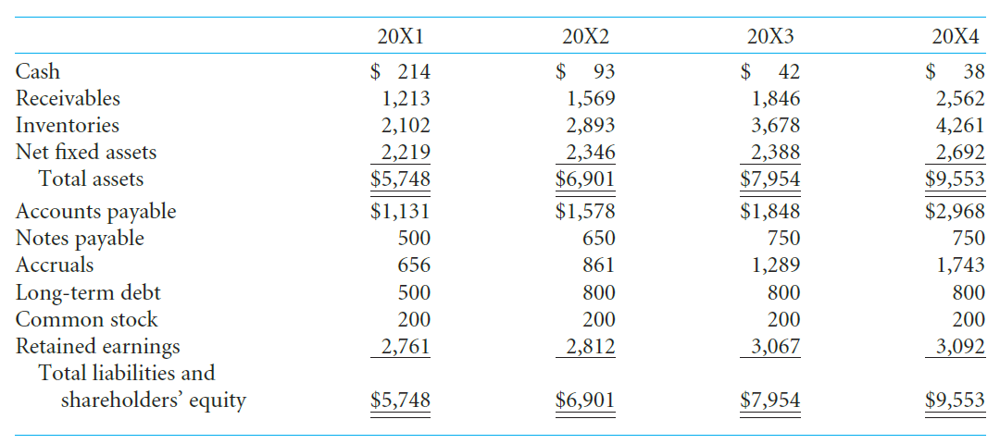 20X1 20X2 20X3 20X4
Cash $ 214 $ 93 $ 42 $ 38
Receivables 1,213 1,569 1,846 2,562
Inventories 2,102 2,893 3,678 4,261
Net fixed assets 2,219 2,346 2,388 2,692
Total assets $5,748 $6,901 $7,954 $9,553
Accounts payable $1,131 $1,578 $1,848 $2,968
Notes payable 500 650 750 750
Accruals 656 861 1,289 1,743
Long-term debt 500 800 800 800
Common stock 200 200 200 200
Retained earnings 2,761 2,812 3,067 3,092
Total liabilities and
shareholders’ equity $5,748 $6,901 $7,954 $9,553